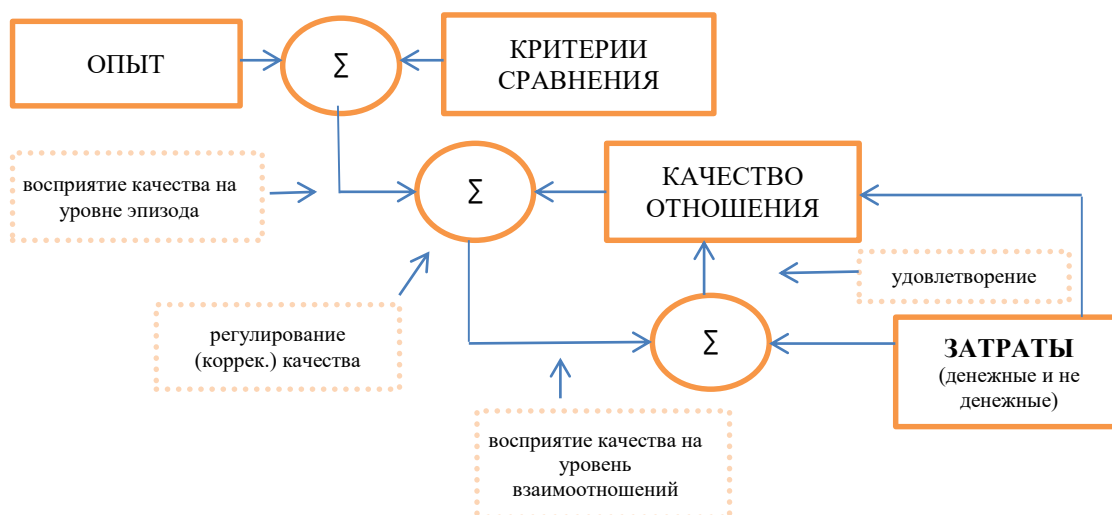 ОПЫТ
Σ
КРИТЕРИИ
СРАВНЕНИЯ
восприятие качества на
уровне эпизода
Σ
КАЧЕСТВО
ОТНОШЕНИЯ
удовлетворение
регулирование
(коррек.) качества
Σ
ЗАТРАТЫ
(денежные и не
денежные)
восприятие качества на
уровень
взаимоотношений